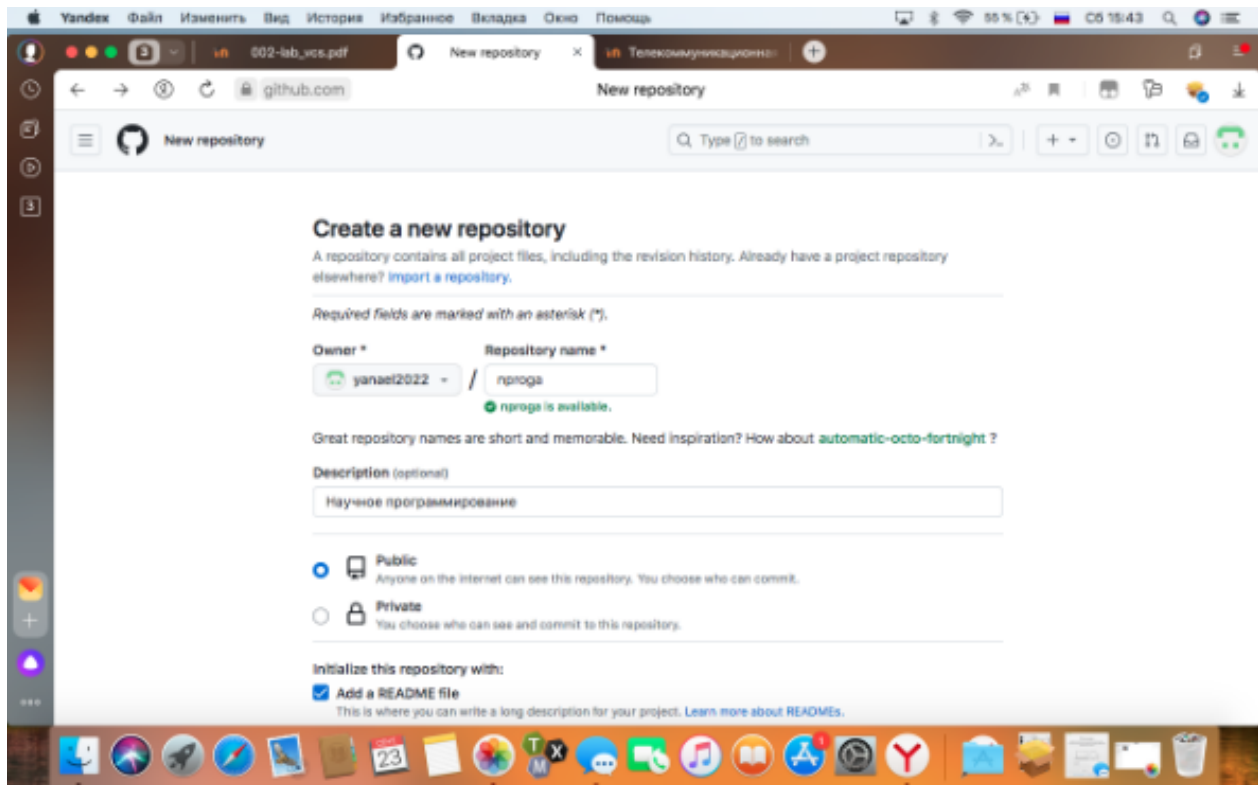 Yandex Файл Изменить Вид История Избранное Вкладка Окно Помощь 55 % Сб 15:43
3 002-lab_vcs.pdf New repository × Телекоммуникационная
github.com New repository
New repository Type / to search
3
Create a new repository
A repository contains all project files, including the revision history. Already have a project repository
elsewhere? Import a repository.
Required fields are marked with an asterisk (*).
Owner * Repository name *
yanael2022 / nproga
nproga is available.
Great repository names are short and memorable. Need inspiration? How about automatic-octo-fortnight ?
Description (optional)
Научное программирование
Public
Anyone on the internet can see this repository. You choose who can commit.
Private
You choose who can see and commit to this repository.
Initialize this repository with:
Add a README file
This is where you can write a long description for your project. Learn more about READMEs.
23